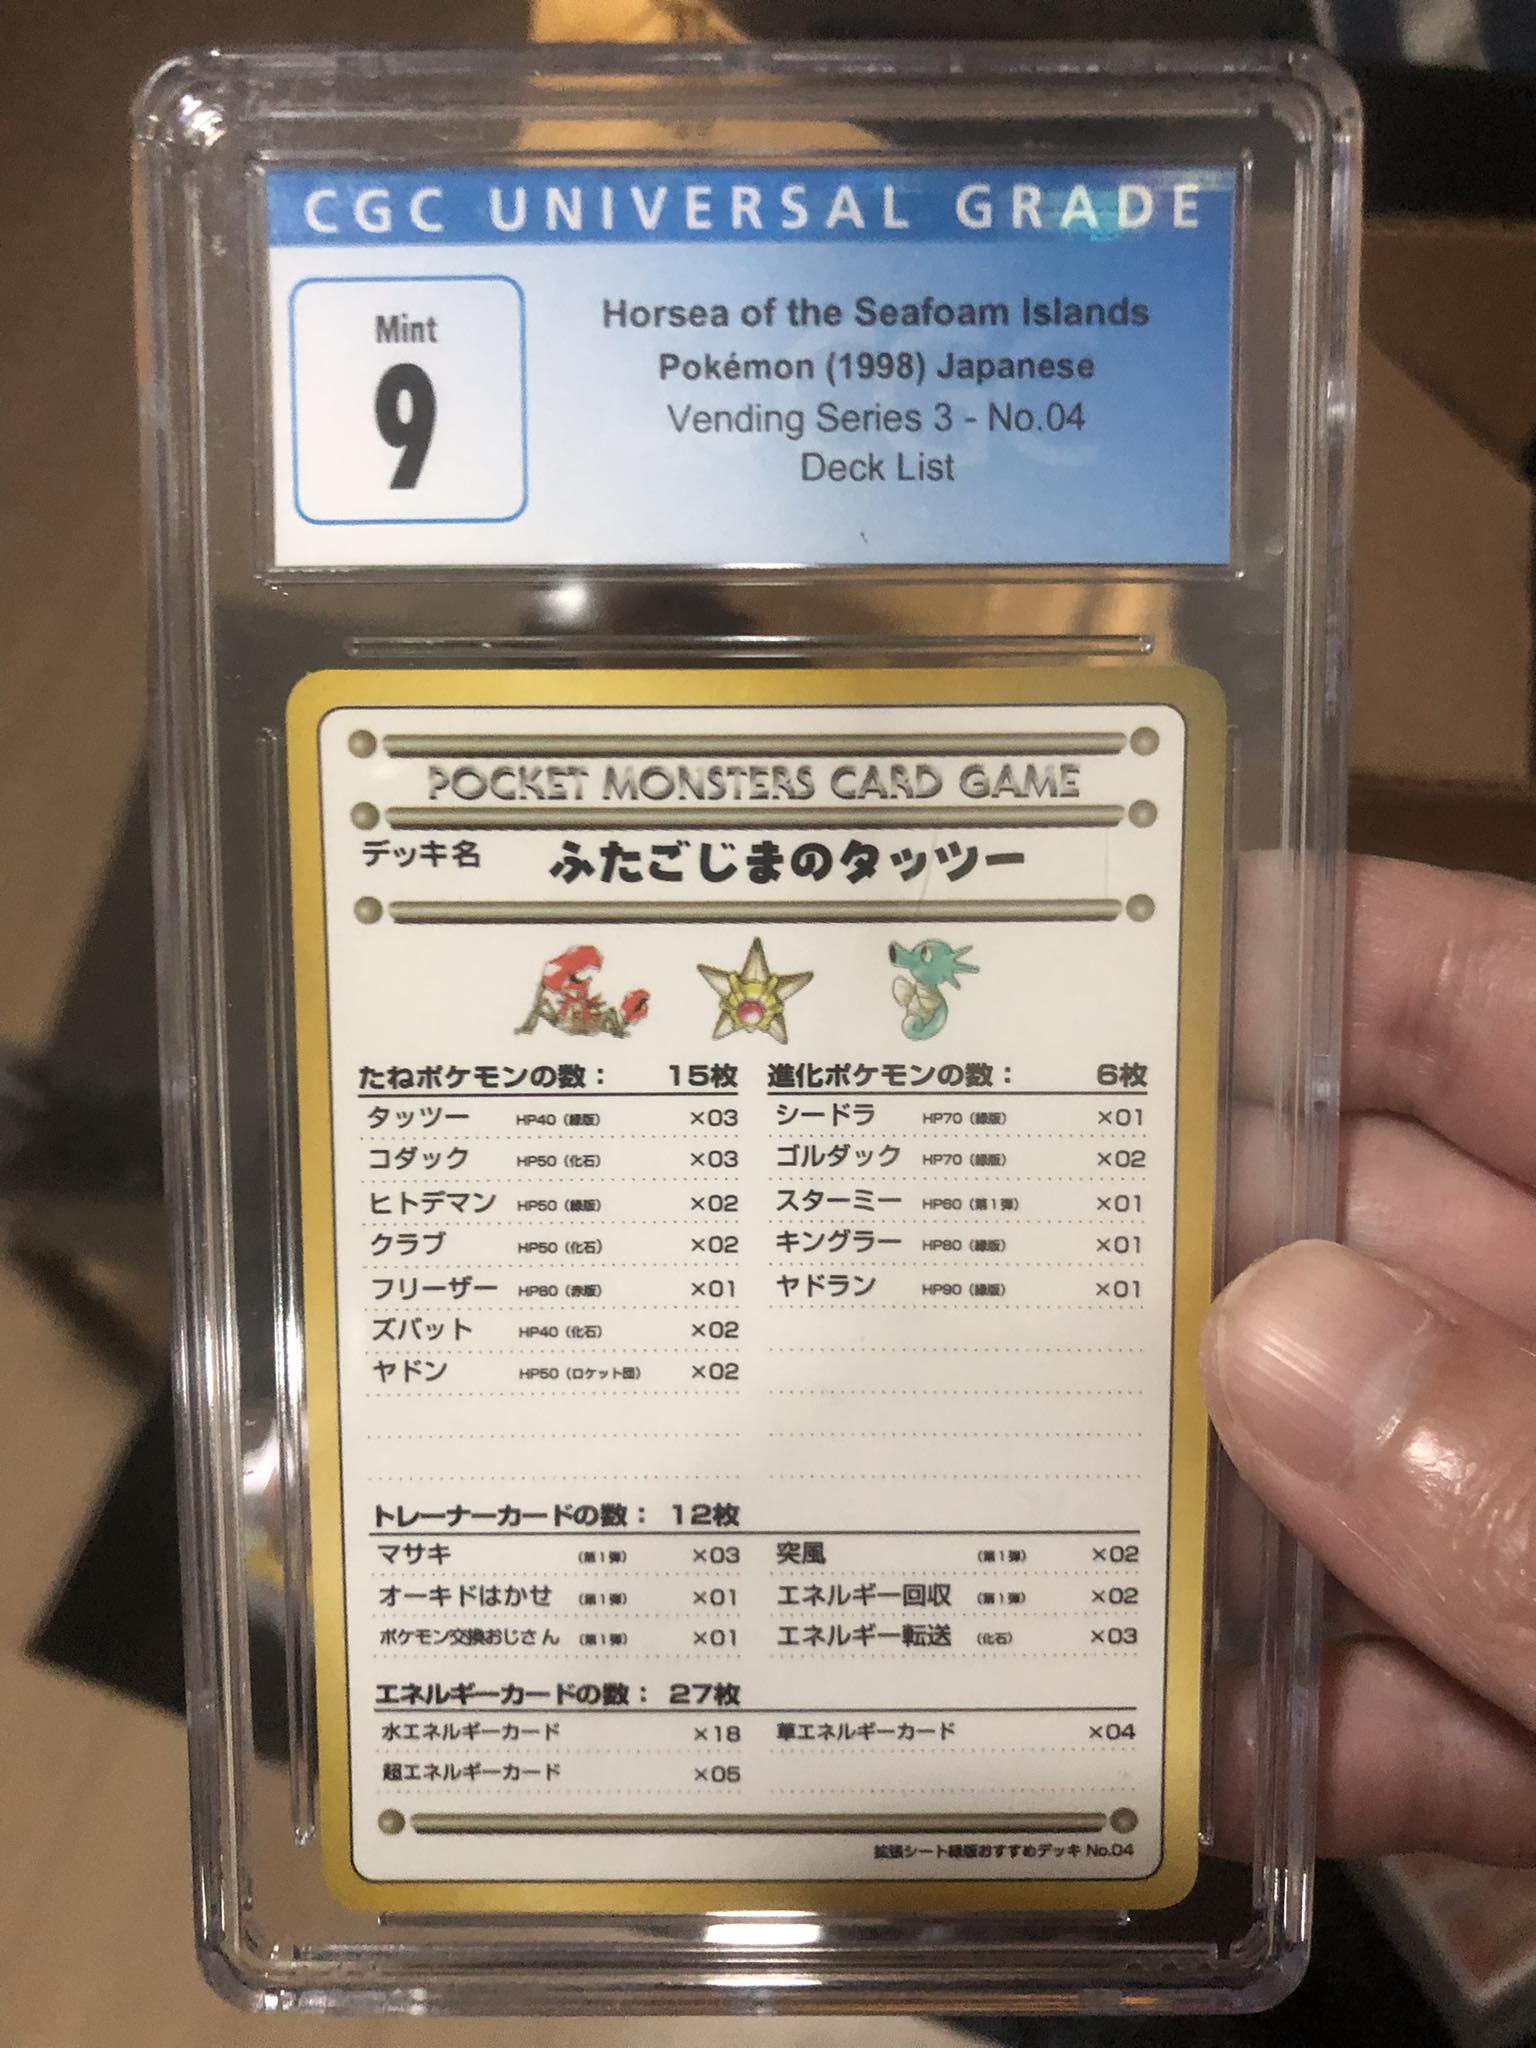 CGC UNIVERSAL GRADE
Mint
9
Horsea of the Seafoam Islands
Pokémon (1998) Japanese
Vending Series 3 - No.04
Deck List
POCKET MONSTERS CARD GAME
デッキ名 ふたごじまのタッツー
たねポケモンの数： 15枚
タッツー HP40（緑版） ×03
コダック HP50（化石） ×03
ヒトデマン HP50（緑版） ×02
クラブ HP50（化石） ×02
フリーザー HP80（赤版） ×01
ズバット HP40（化石） ×02
ヤドン HP50（ロケット団） ×02
進化ポケモンの数： 6枚
シードラ HP70（緑版） ×01
ゴルダック HP70（緑版） ×02
スターミー HP60（第1弾） ×01
キングラー HP80（緑版） ×01
ヤドラン HP90（緑版） ×01
トレーナーカードの数： 12枚
マサキ （第1弾） ×03
オーキドはかせ （第1弾） ×01
ポケモン交換おじさん （第1弾） ×01
突風 （第1弾） ×02
エネルギー回収 （第1弾） ×02
エネルギー転送 （化石） ×03
エネルギーカードの数： 27枚
水エネルギーカード ×18
超エネルギーカード ×05
草エネルギーカード ×04
拡張シート緑版おすすめデッキ No.04